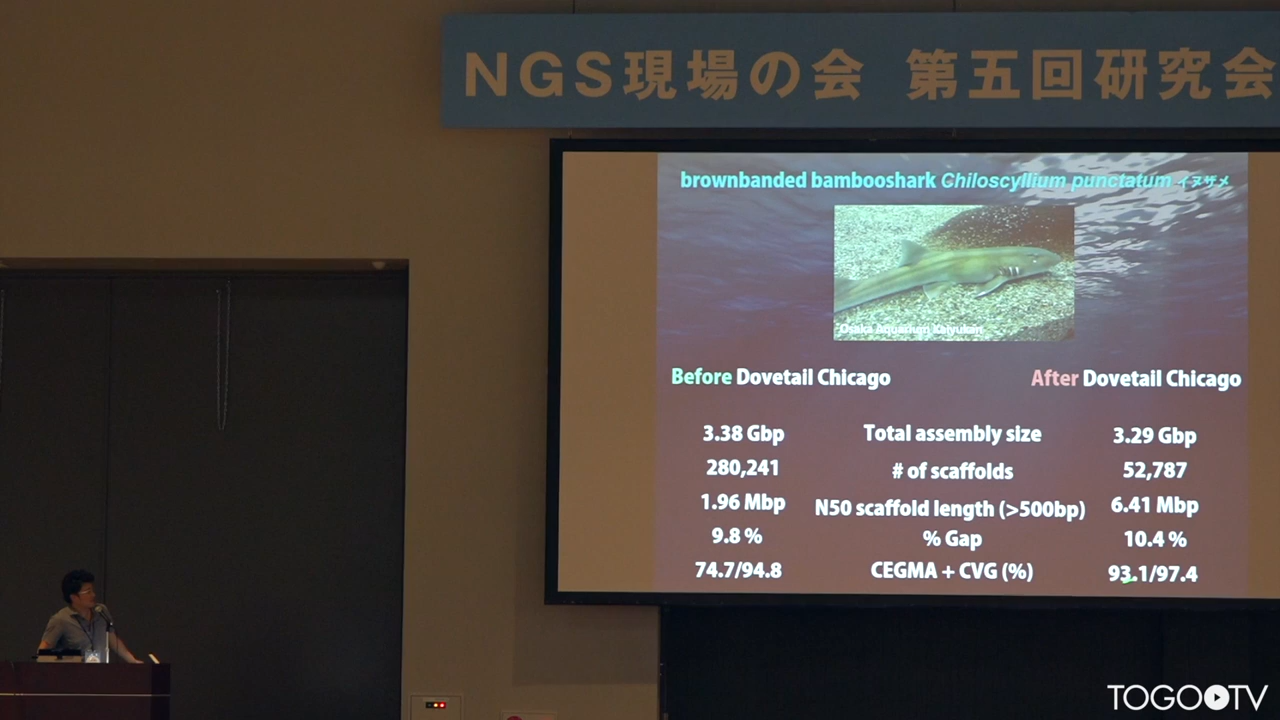 NGS現場の会 第五回研究会
brownbanded bambooshark Chiloscyllium punctatum イヌザメ
Osaka Aquarium Kaiyukan
Before Dovetail Chicago After Dovetail Chicago
3.38 Gbp Total assembly size 3.29 Gbp
280,241 # of scaffolds 52,787
1.96 Mbp N50 scaffold length (>500bp) 6.41 Mbp
9.8 % % Gap 10.4 %
74.7/94.8 CEGMA + CVG (%) 93.1/97.4
TOGO TV